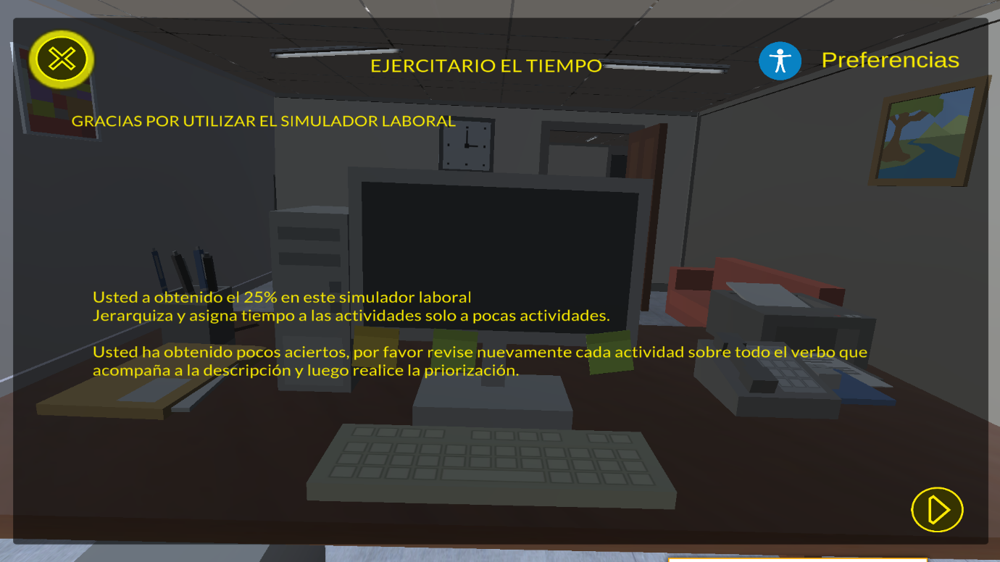 EJERCITARIO EL TIEMPO
Preferencias
GRACIAS POR UTILIZAR EL SIMULADOR LABORAL
Usted a obtenido el 25% en este simulador laboral
Jerarquiza y asigna tiempo a las actividades solo a pocas actividades.
Usted ha obtenido pocos aciertos, por favor revise nuevamente cada actividad sobre todo el verbo que
acompaña a la descripción y luego realice la priorización.